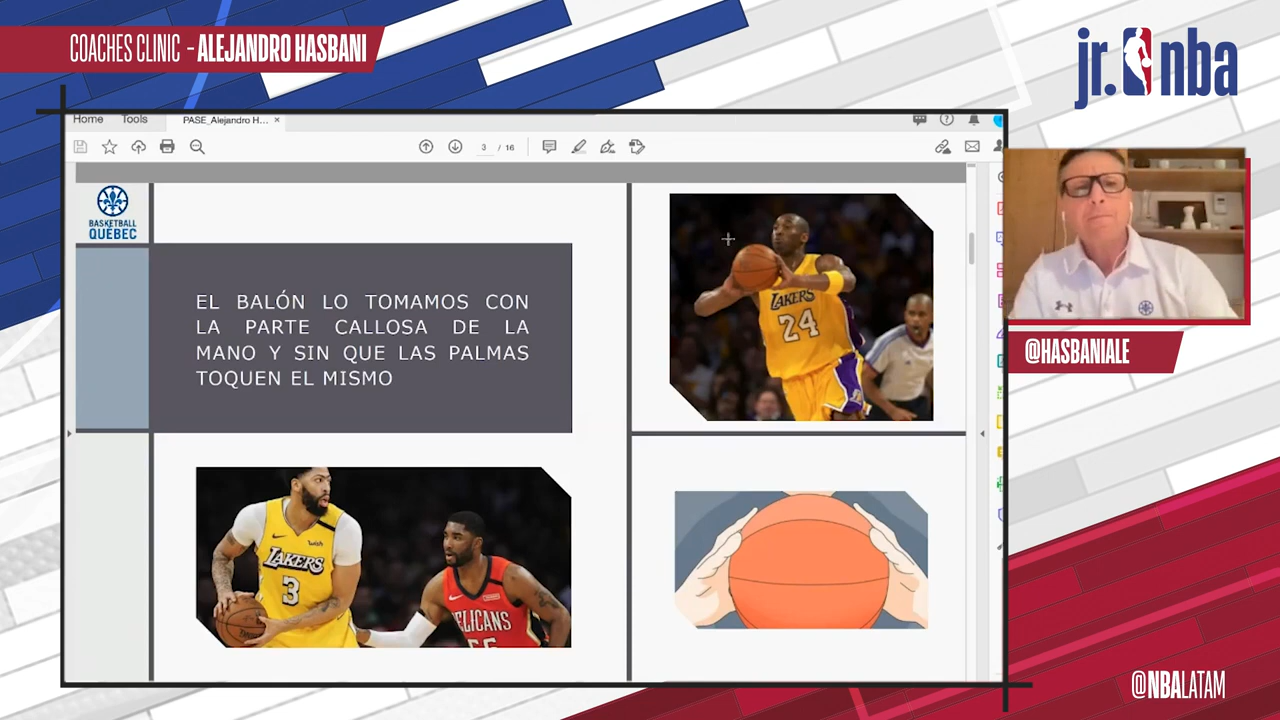 COACHES CLINIC - ALEJANDRO HASBANI
jr. nba
Home Tools PASE_Alejandro H... ×
3 / 16
BASKETBALL
QUÉBEC
EL BALÓN LO TOMAMOS CON
LA PARTE CALLOSA DE LA
MANO Y SIN QUE LAS PALMAS
TOQUEN EL MISMO
LAKERS
24
LAKERS
3
PELICANS
@HASBANIALE
@NBALATAM